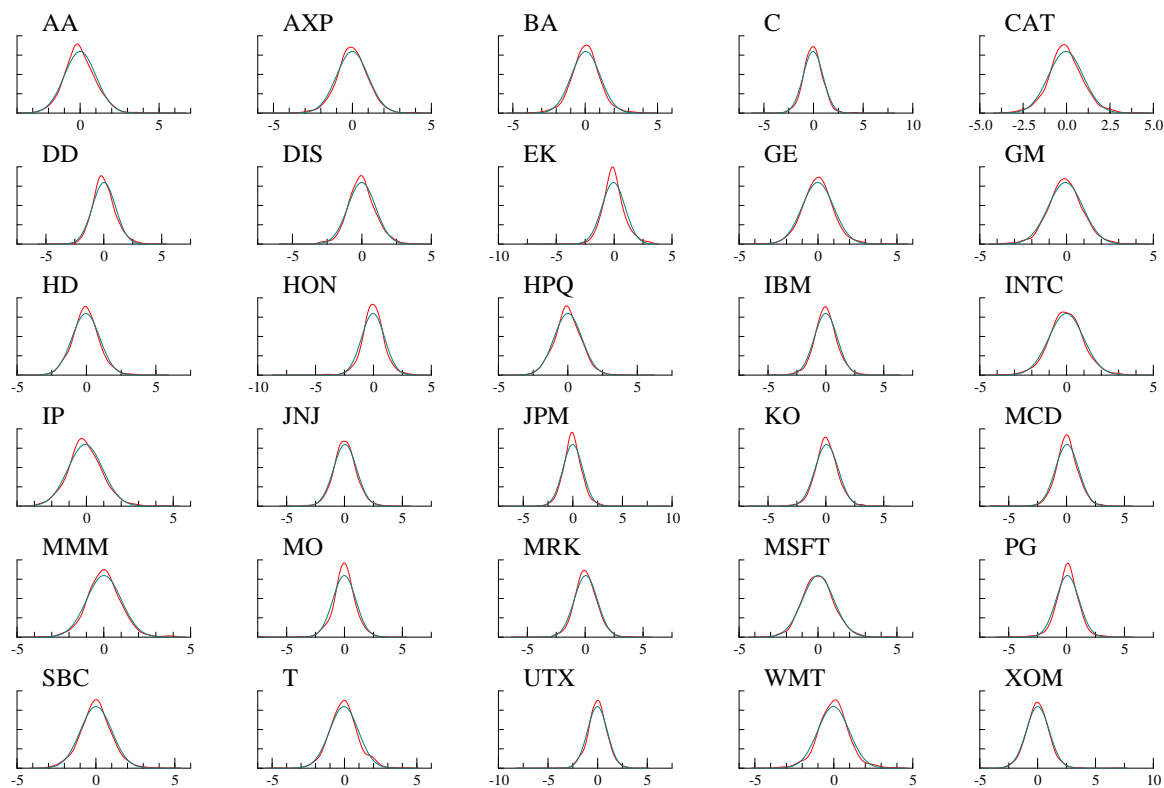 AA AXP BA C CAT
-5 0 5 -5 0 5 -5 0 5 -5 0 5 10 -5.0 -2.5 0.0 2.5 5.0
DD DIS EK GE GM
-5 0 5 -5 0 5 -10 -5 0 5 -5 0 5 -5 0 5
HD HON HPQ IBM INTC
-5 0 5 -10 -5 0 5 -5 0 5 -5 0 5 -5 0 5
IP JNJ JPM KO MCD
0 5 -5 0 5 -5 0 5 10 -5 0 5 -5 0 5
MMM MO MRK MSFT PG
-5 0 5 -5 0 5 -5 0 5 -5 0 5 -5 0 5
SBC T UTX WMT XOM
-5 0 5 -5 0 5 -10 -5 0 5 -5 0 5 -5 0 5 10